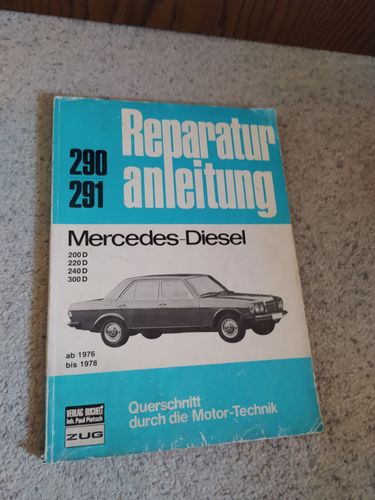 290
291
Reparatur
anleitung
Mercedes-Diesel
200 D
220 D
240 D
300 D
ab 1976
bis 1978
VERLAG BUCHELI
Inh. Paul Pietsch
ZUG
Querschnitt
durch die Motor-Technik